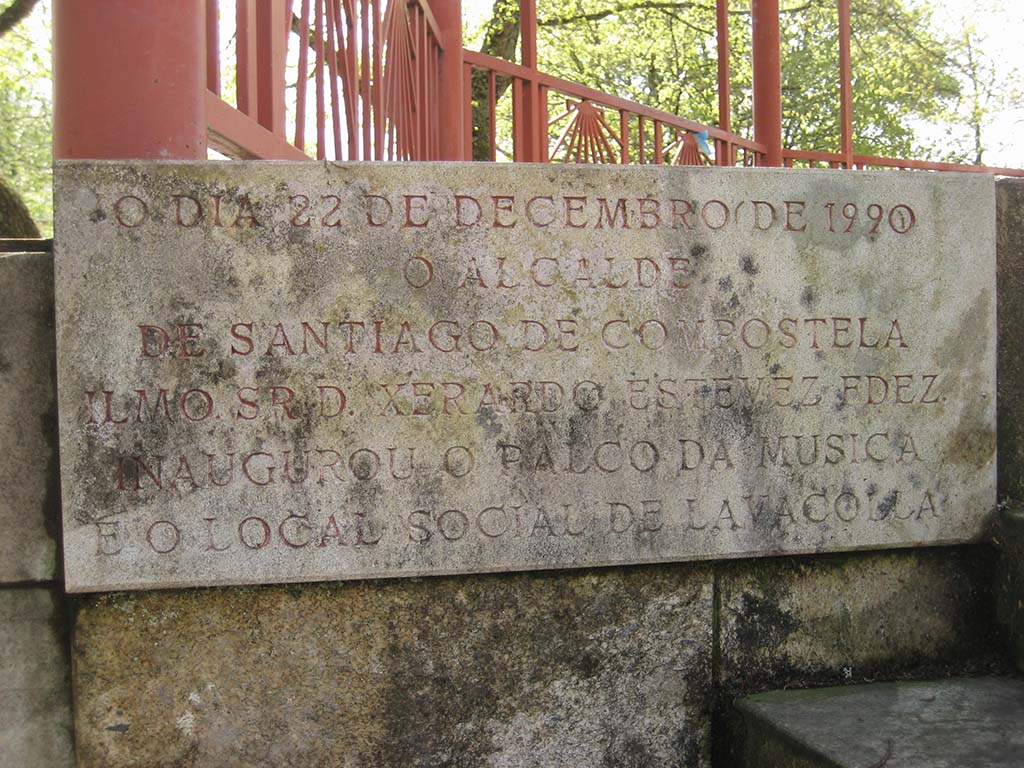 O DIA 22 DE DECEMBRO DE 1990
O ALCALDE
DE SANTIAGO DE COMPOSTELA
ILMO. SR. D. XERARDO ESTEVEZ FDEZ.
INAUGUROU O PALCO DA MUSICA
E O LOCAL SOCIAL DE LAVACOLLA